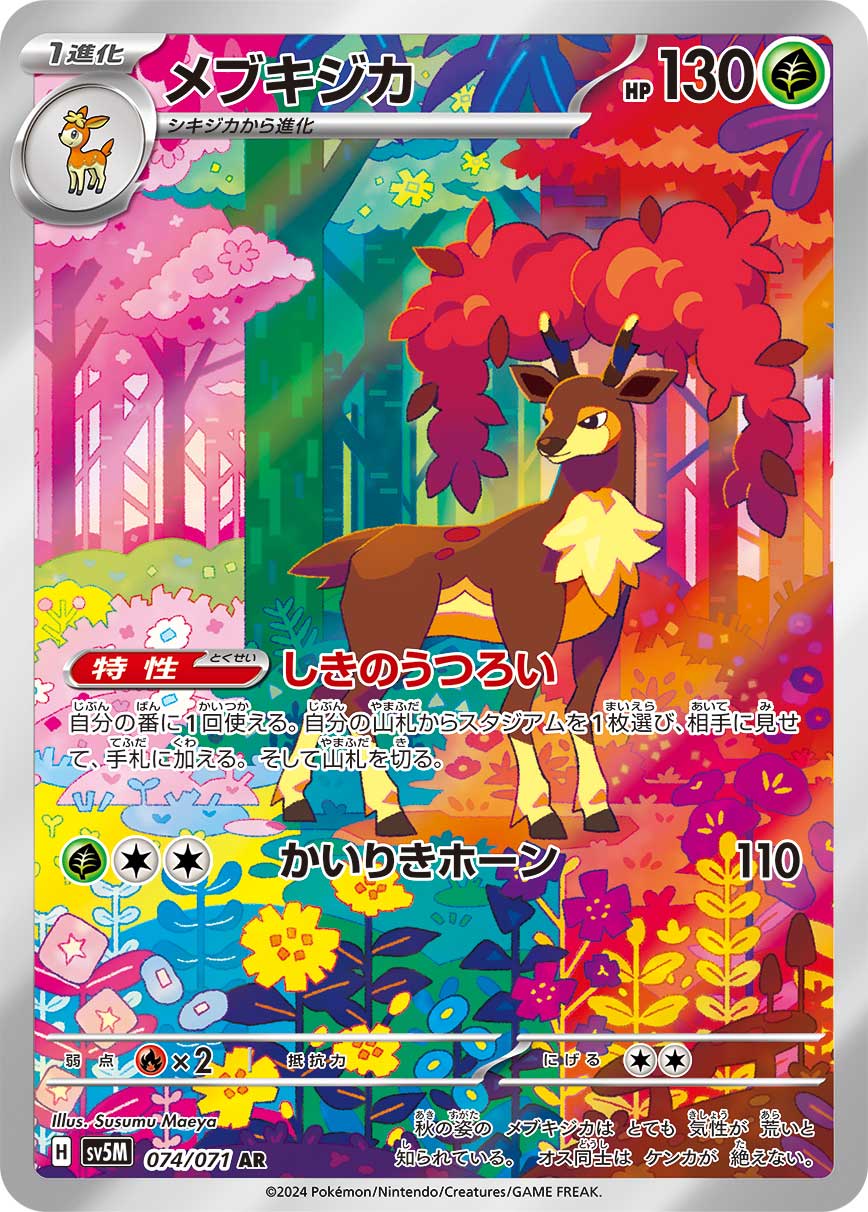 1進化
メブキジカ
HP 130
シキジカから進化
特性 とくせい しきのうつろい
自分の番に1回使える。自分の山札からスタジアムを1枚選び、相手に見せ
て、手札に加える。そして山札を切る。
かいりきホーン 110
弱点 ×2 抵抗力 にげる
Illus. Susumu Maeya
秋の姿の メブキジカは とても 気性が 荒いと
知られている。 オス同士は ケンカが 絶えない。
H sv5M 074/071 AR
©2024 Pokémon/Nintendo/Creatures/GAME FREAK.